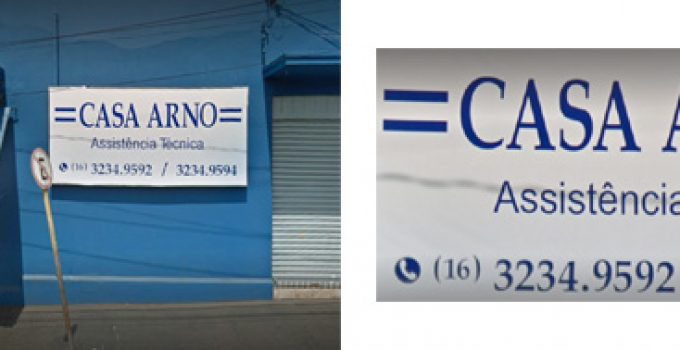 =CASA ARNO=
Assistência Técnica
(16) 3234.9592 / 3234.9594
=CASA A
Assistência
(16) 3234.9592